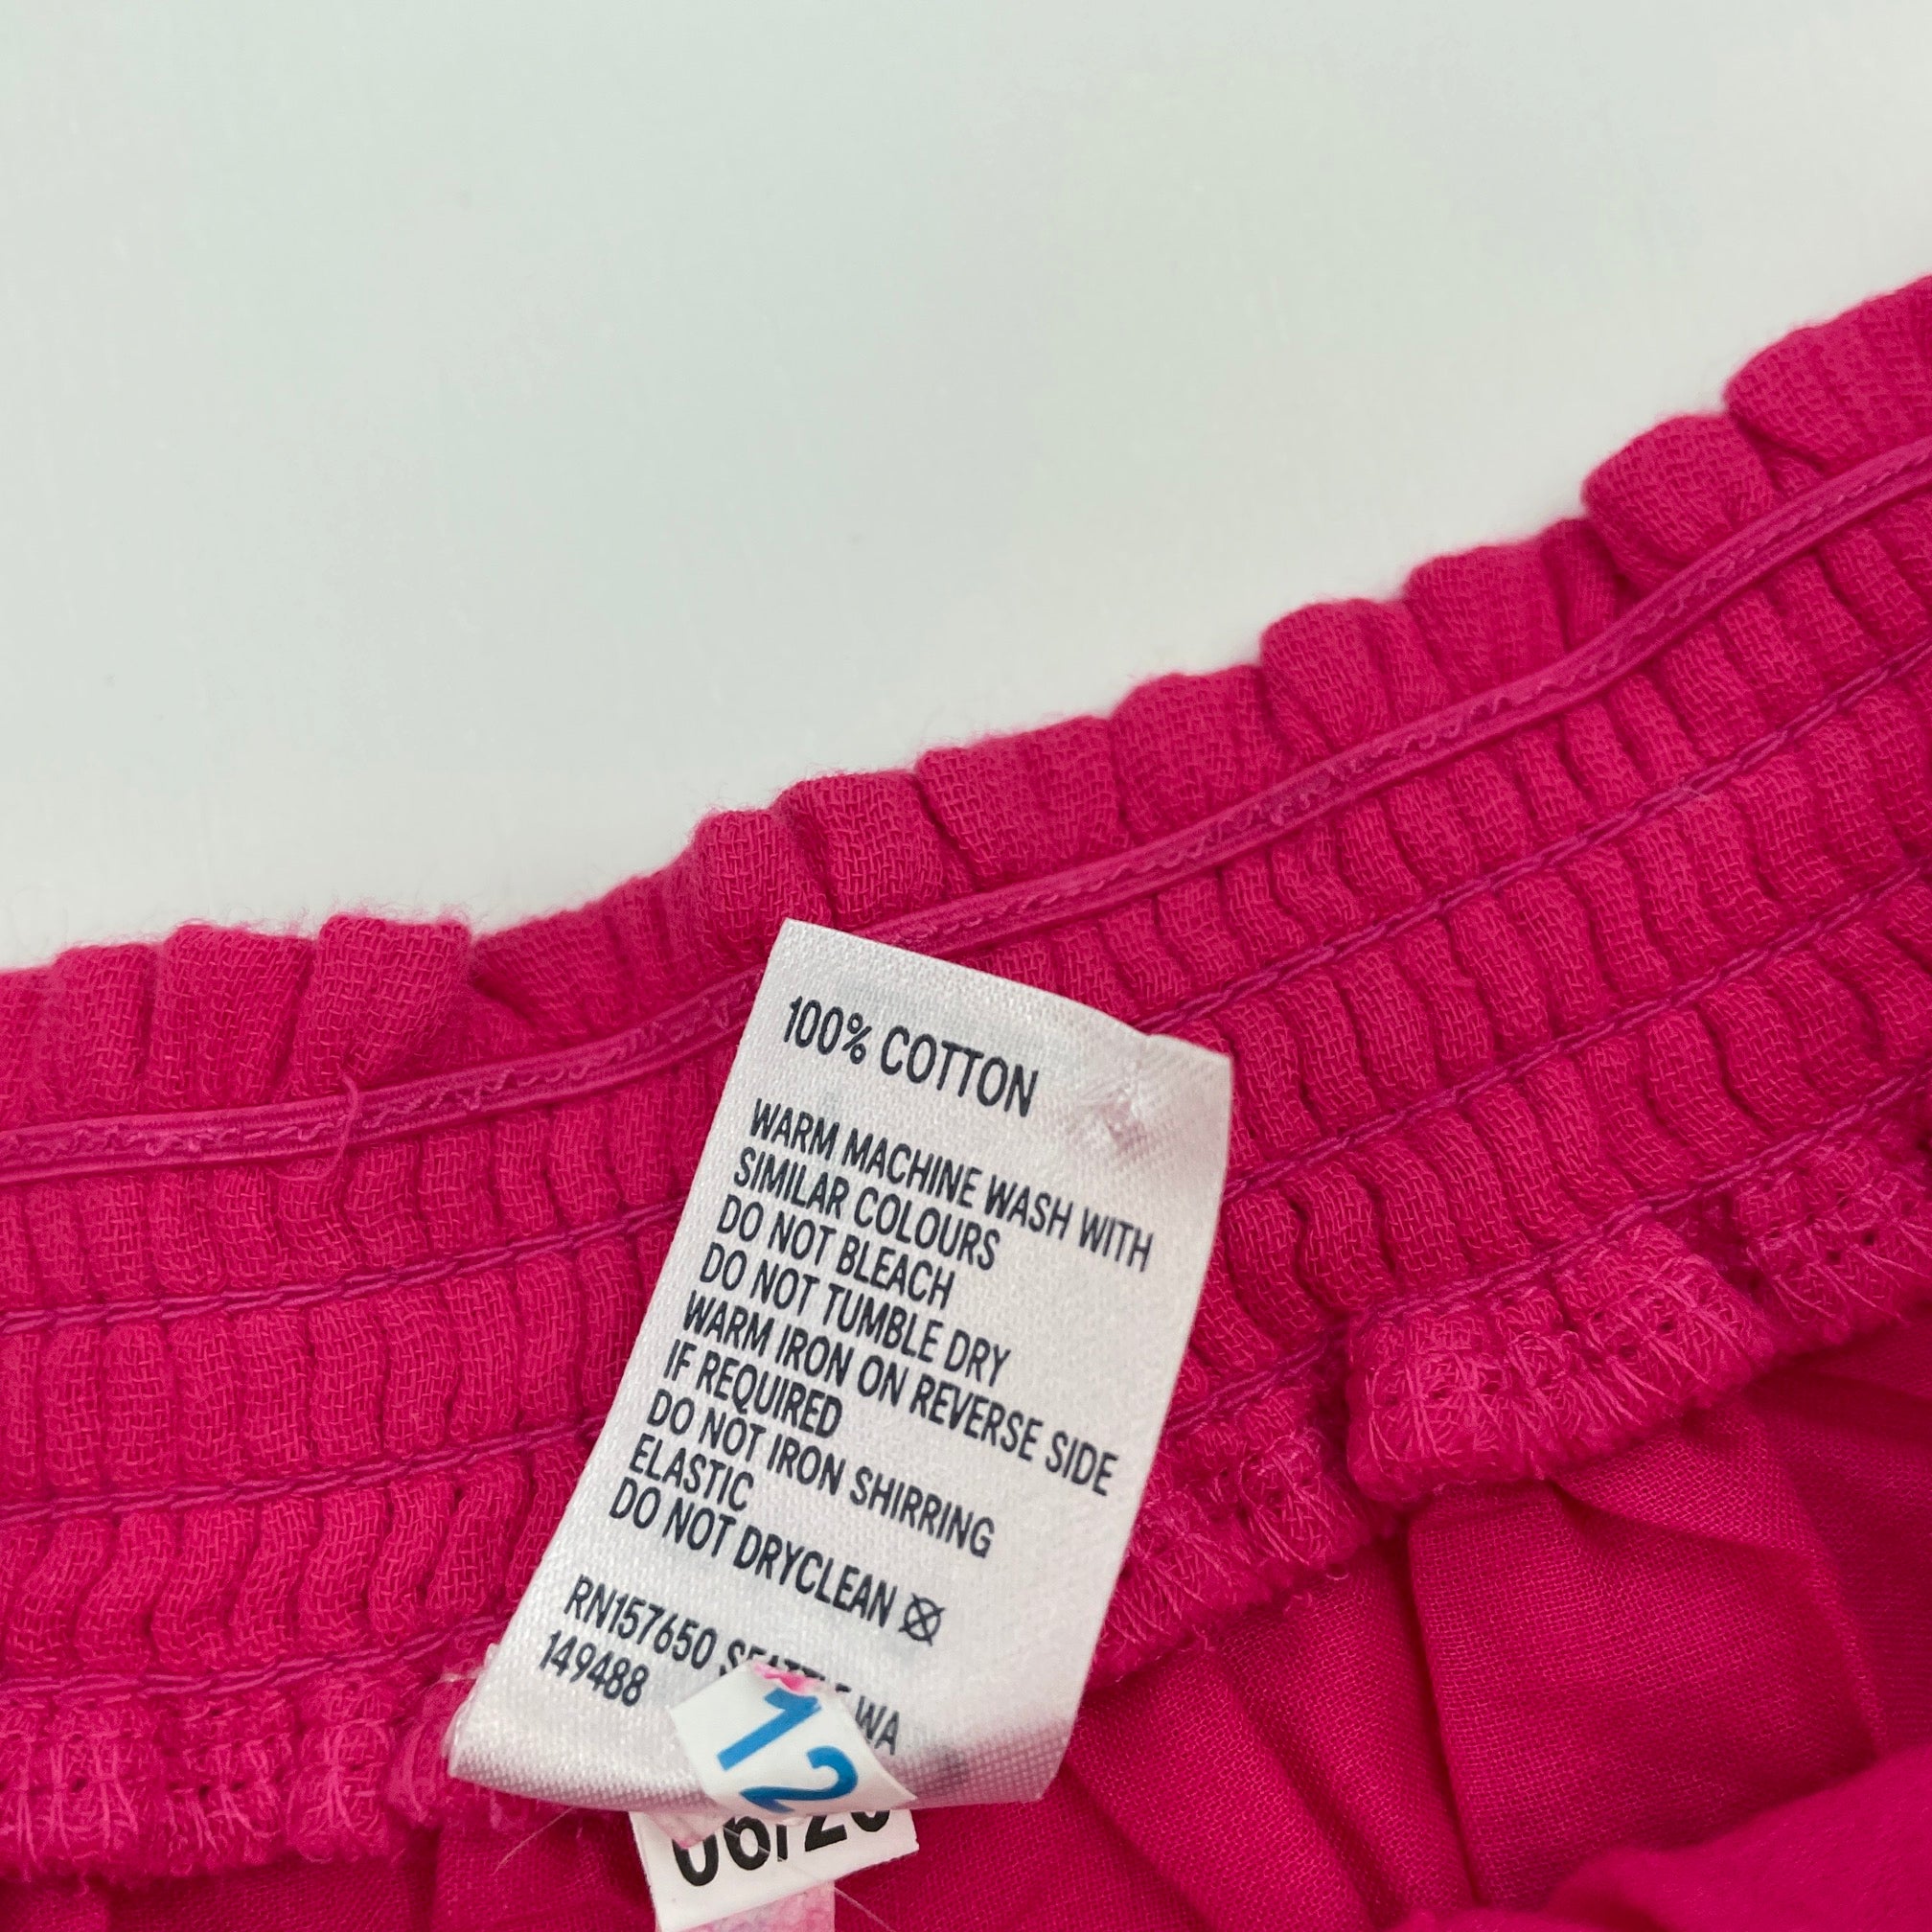 100% COTTON
WARM MACHINE WASH WITH
SIMILAR COLOURS
DO NOT BLEACH
DO NOT TUMBLE DRY
WARM IRON ON REVERSE SIDE
IF REQUIRED
DO NOT IRON SHIRRING
ELASTIC
DO NOT DRYCLEAN
RN157650 SEATTLE WA
149488
12